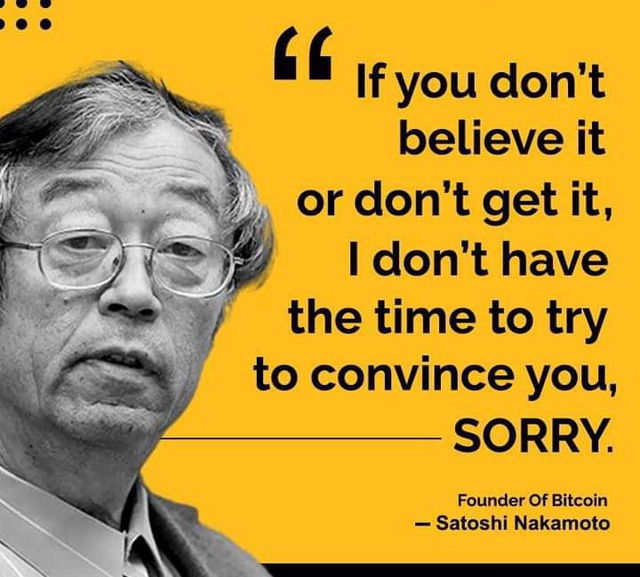 “ If you don’t
believe it
or don’t get it,
I don’t have
the time to try
to convince you,
SORRY.
Founder Of Bitcoin
— Satoshi Nakamoto